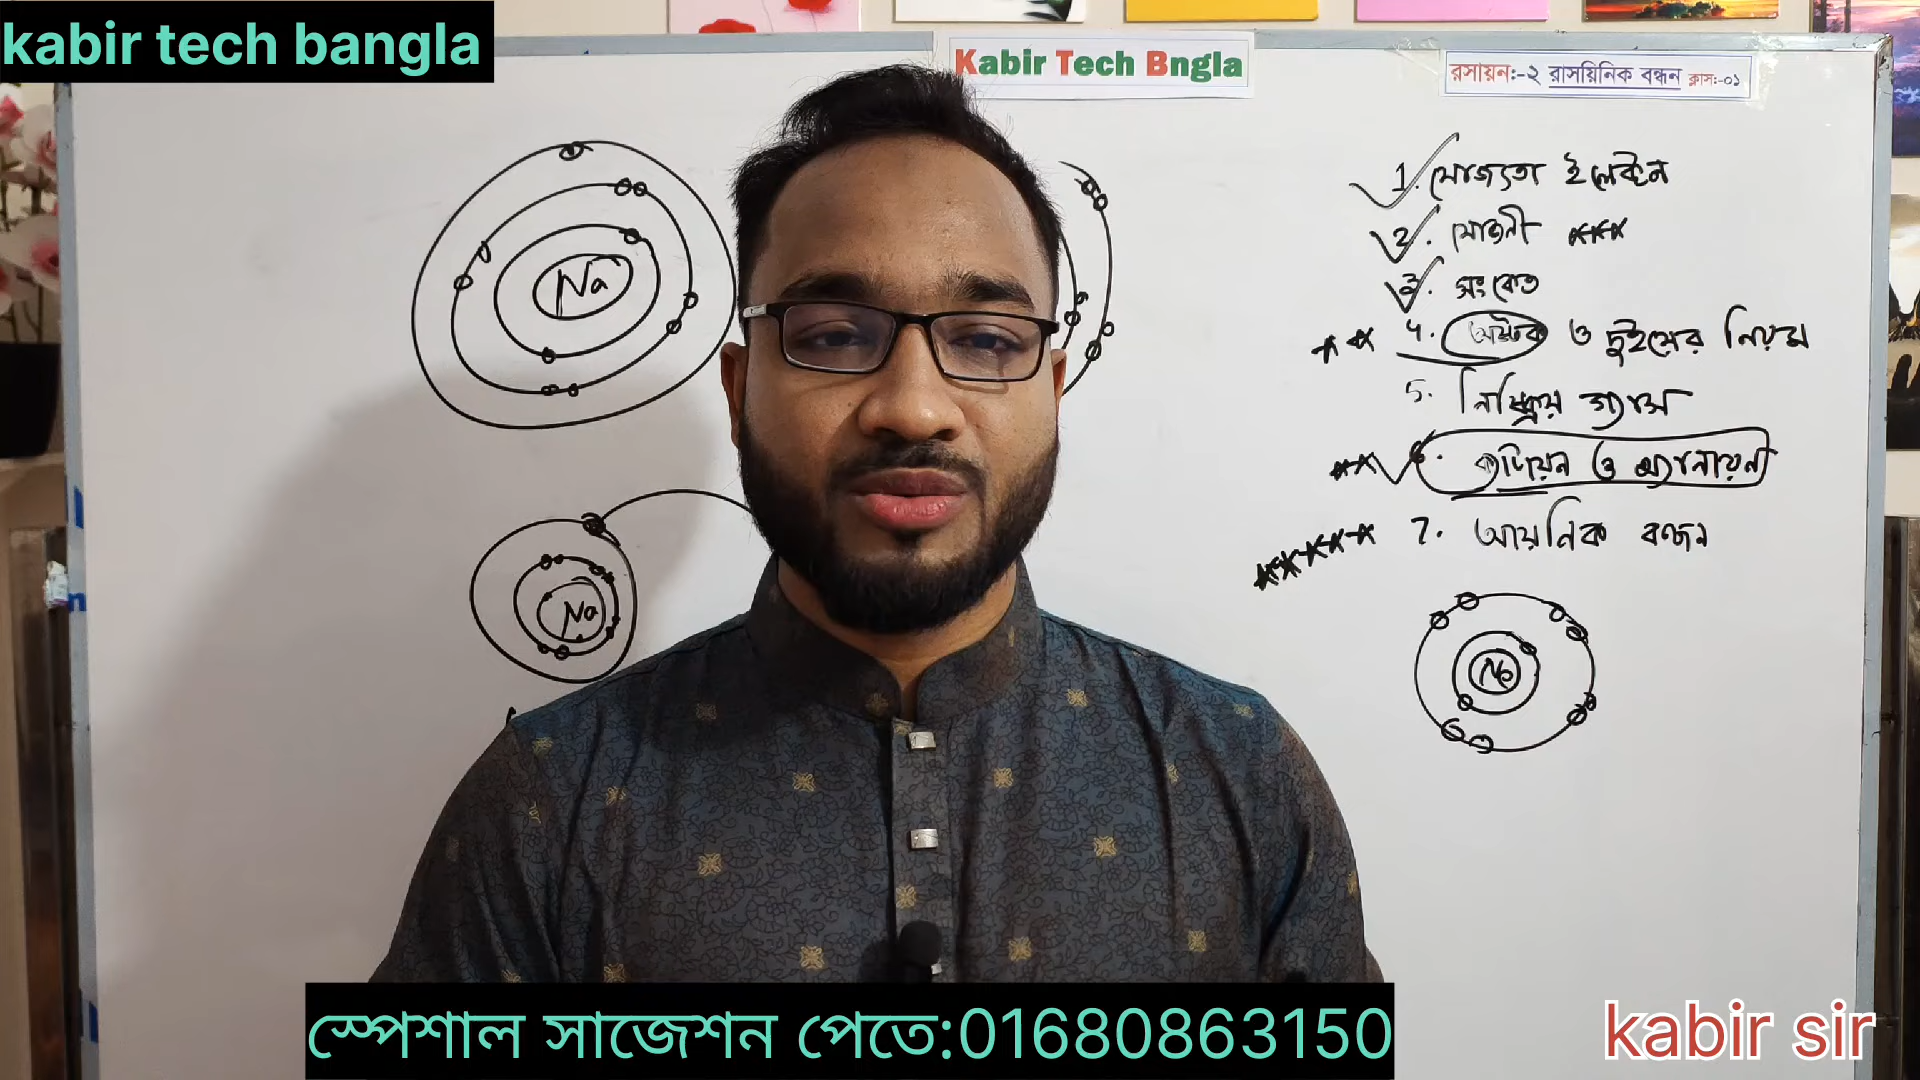 kabir tech bangla
Kabir Tech Bngla
রসায়ন:-২ রাসয়িনিক বন্ধন ক্লাস:-০১
1. যোজ্যতা ইলেকট্রন
2. যোজনী ***
3. সংকেত
** 4. অষ্টক ও দুইয়ের নিয়ম
5. নিষ্ক্রিয় গ্যাস
** 6. ক্যাটায়ন ও অ্যানায়ন
***** 7. আয়নিক বন্ধন
Na
Na
Ne
স্পেশাল সাজেশন পেতে:01680863150
kabir sir